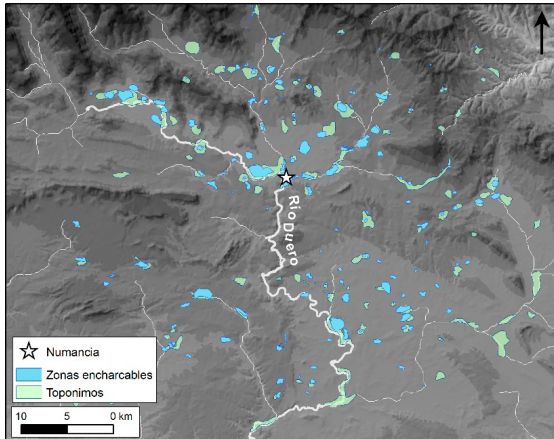 Río Duero
Numancia
Zonas encharcables
Toponimos
10 5 0 km